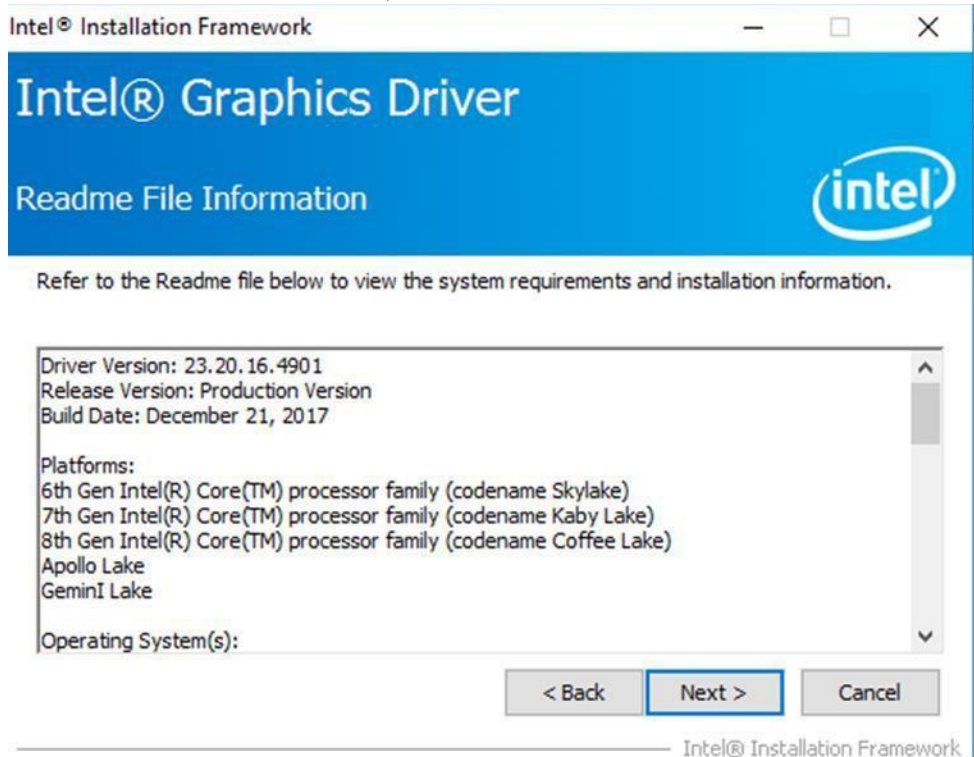 Intel® Installation Framework
Intel® Graphics Driver
Readme File Information
intel
Refer to the Readme file below to view the system requirements and installation information.
Driver Version: 23.20.16.4901
Release Version: Production Version
Build Date: December 21, 2017
Platforms:
6th Gen Intel(R) Core(TM) processor family (codename Skylake)
7th Gen Intel(R) Core(TM) processor family (codename Kaby Lake)
8th Gen Intel(R) Core(TM) processor family (codename Coffee Lake)
Apollo Lake
GeminI Lake
Operating System(s):
< Back Next > Cancel
Intel® Installation Framework